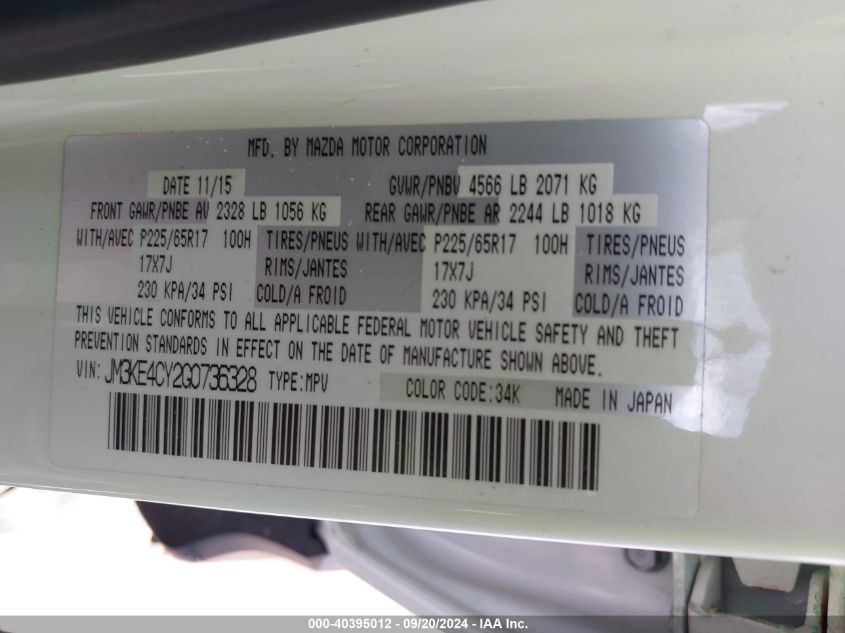 MFD. BY MAZDA MOTOR CORPORATION
DATE 11/15 GVWR/PNBV 4566 LB 2071 KG
FRONT GAWR/PNBE AV 2328 LB 1056 KG REAR GAWR/PNBE AR 2244 LB 1018 KG
WITH/AVEC P225/65R17 100H TIRES/PNEUS WITH/AVEC P225/65R17 100H TIRES/PNEUS
17X7J RIMS/JANTES 17X7J RIMS/JANTES
230 KPA/34 PSI COLD/A FROID 230 KPA/34 PSI COLD/A FROID
THIS VEHICLE CONFORMS TO ALL APPLICABLE FEDERAL MOTOR VEHICLE SAFETY AND THEFT
PREVENTION STANDARDS IN EFFECT ON THE DATE OF MANUFACTURE SHOWN ABOVE.
VIN: JM3KE4CY2G0736328 TYPE:MPV COLOR CODE:34K MADE IN JAPAN
000-40395012 - 09/20/2024 - IAA Inc.